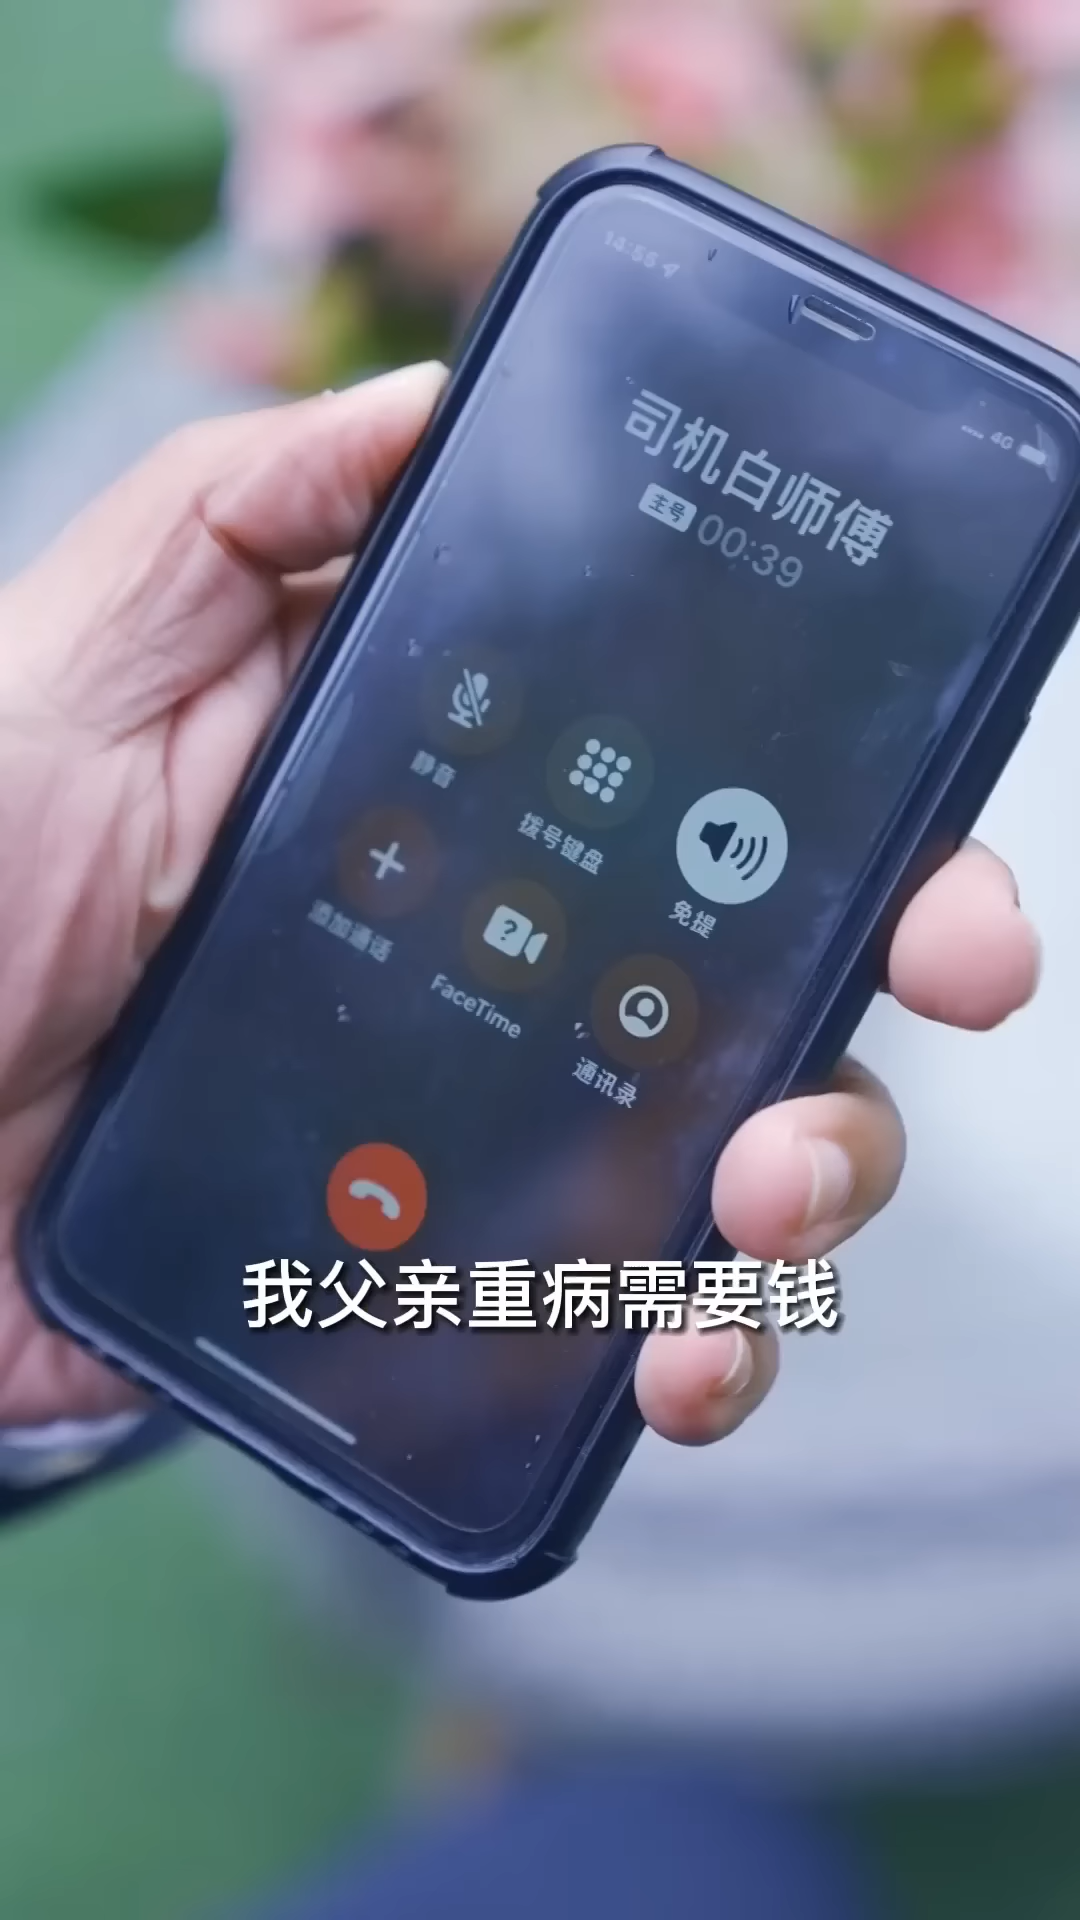 14:56
4G
司机白师傅
主号 00:39
静音
拨号键盘
免提
添加通话
FaceTime
通讯录
我父亲重病需要钱